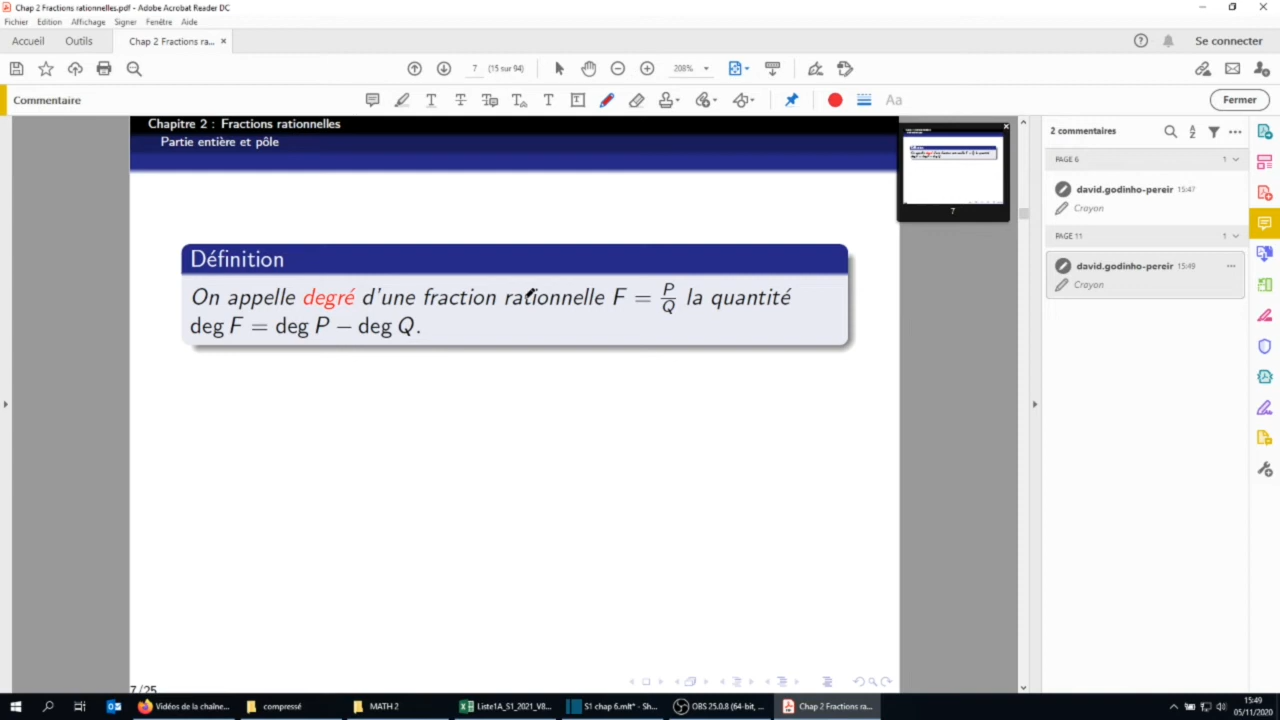 Chap 2 Fractions rationnelles.pdf - Adobe Acrobat Reader DC
Fichier Edition Affichage Signer Fenêtre Aide
Accueil Outils Chap 2 Fractions ra... × Se connecter
7 (15 sur 94) 208%
Commentaire Aa Fermer
Chapitre 2 : Fractions rationnelles
Partie entière et pôle
7
Définition
On appelle degré d'une fraction rationnelle F = P/Q la quantité
deg F = deg P − deg Q.
7/25
2 commentaires
PAGE 6 1
david.godinho-pereir 15:47
Crayon
PAGE 11 1
david.godinho-pereir 15:49
Crayon
Vidéos de la chaîne... compressé MATH 2 Liste1A_S1_2021_V8... S1 chap 6.mlt* - Sh... OBS 25.0.8 (64-bit, ... Chap 2 Fractions ra...
15:49
05/11/2020